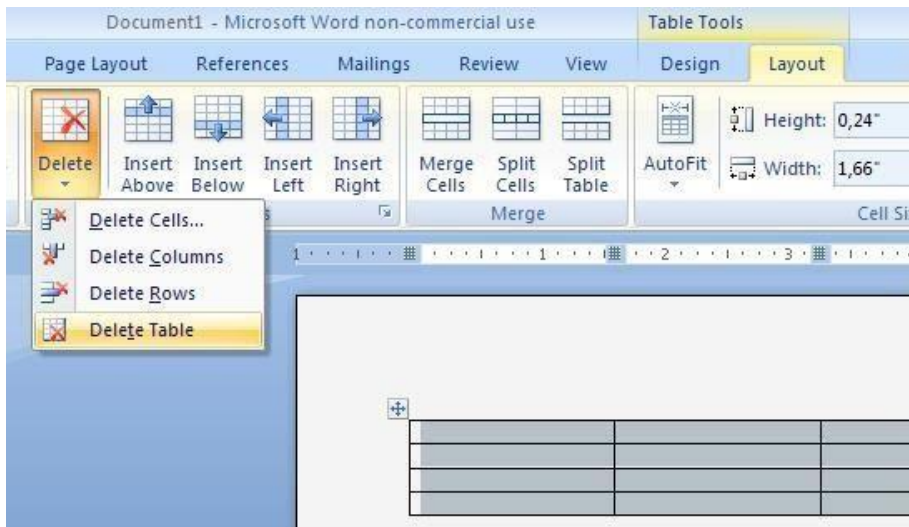 Document1 - Microsoft Word non-commercial use
Table Tools
Page Layout References Mailings Review View Design Layout
Delete
Insert Above
Insert Below
Insert Left
Insert Right
Merge Cells
Split Cells
Split Table
AutoFit
Height: 0,24"
Width: 1,66"
Merge
Delete Cells...
Delete Columns
Delete Rows
Delete Table
1 1 2 3